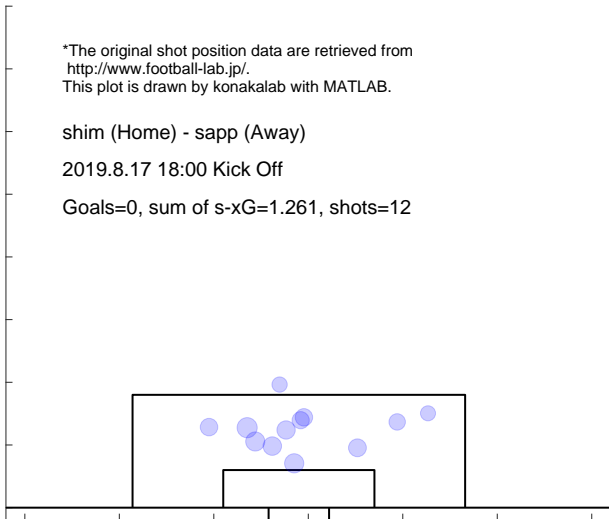 *The original shot position data are retrieved from
http://www.football-lab.jp/.
This plot is drawn by konakalab with MATLAB.
shim (Home) - sapp (Away)
2019.8.17 18:00 Kick Off
Goals=0, sum of s-xG=1.261, shots=12